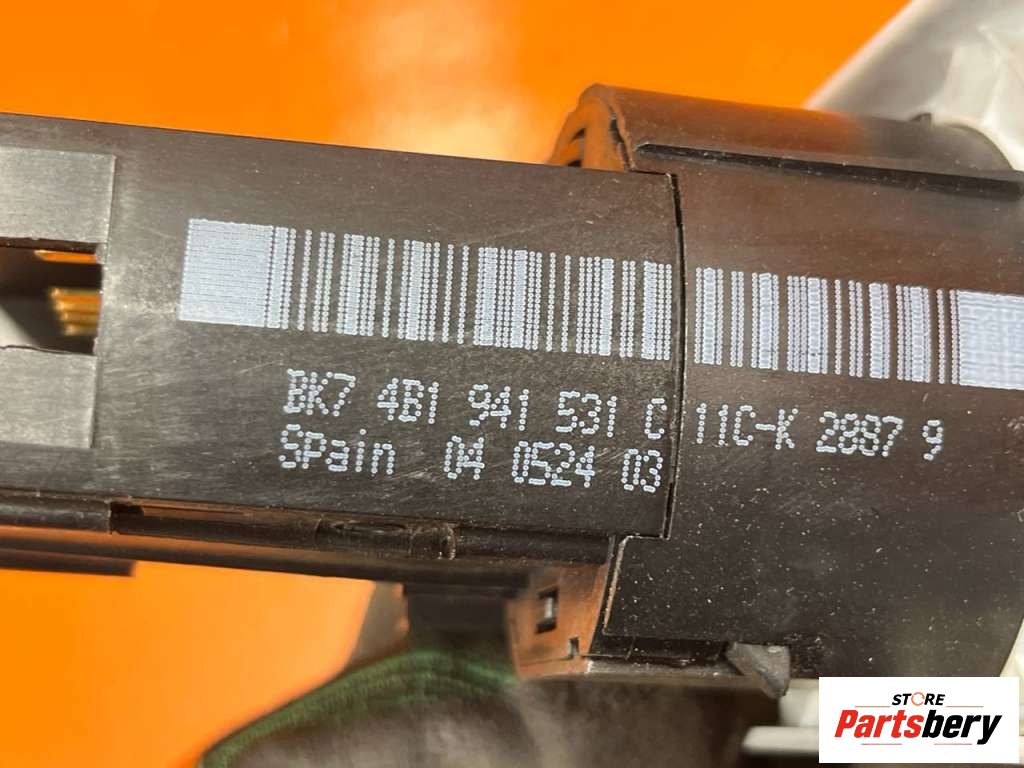 BK7 4B1 941 531 C 11C-K 2887 9
SPain 04 0524 03
STORE
Partsbery